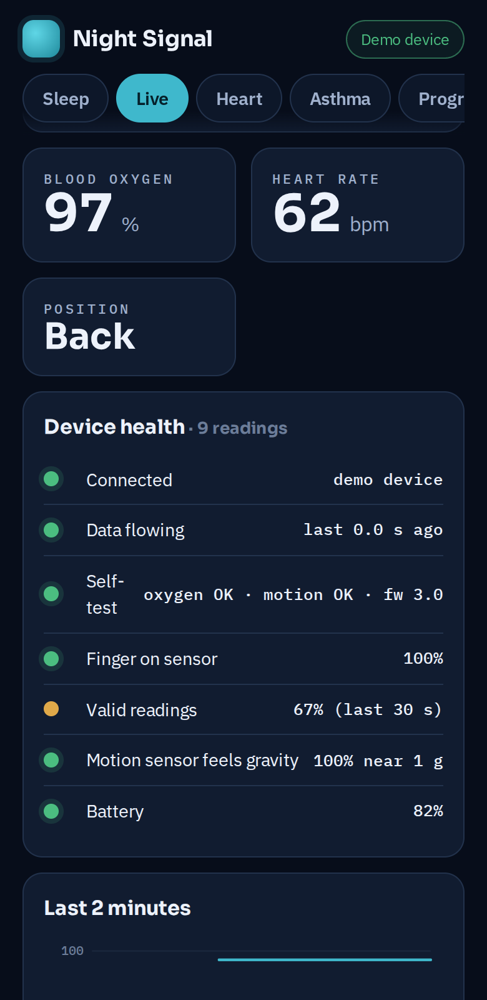 Night Signal
Demo device
Sleep
Live
Heart
Asthma
Progr
BLOOD OXYGEN
97 %
HEART RATE
62 bpm
POSITION
Back
Device health · 9 readings
Connected
demo device
Data flowing
last 0.0 s ago
Self-
test
oxygen OK · motion OK · fw 3.0
Finger on sensor
100%
Valid readings
67% (last 30 s)
Motion sensor feels gravity
100% near 1 g
Battery
82%
Last 2 minutes
100